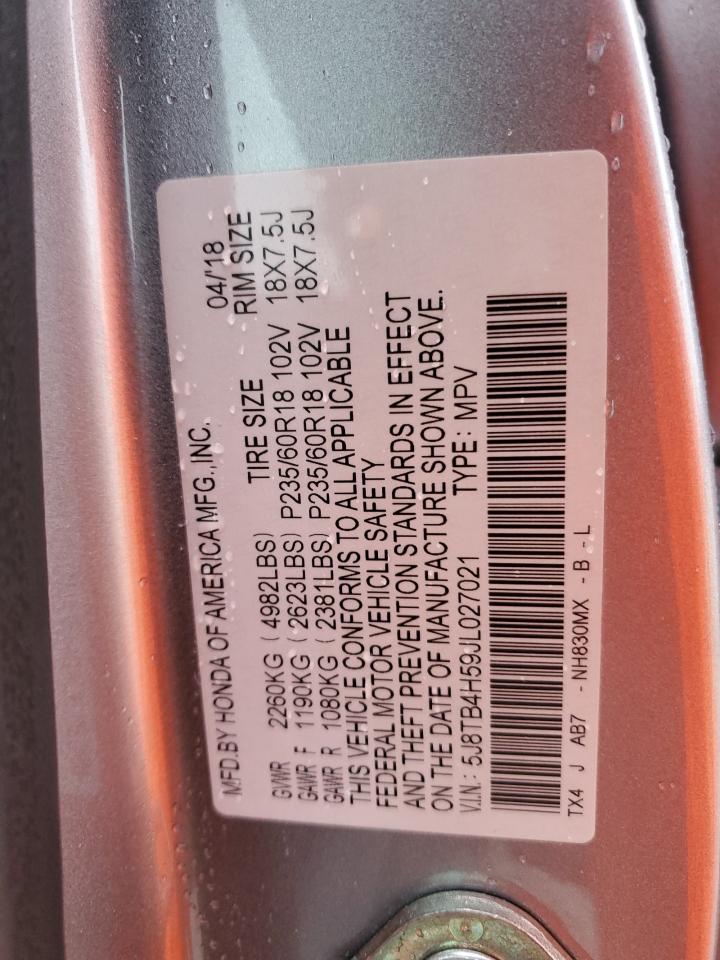 MFD.BY HONDA OF AMERICA MFG.,INC. 04/'18
TIRE SIZE RIM SIZE
GVWR 2260KG ( 4982LBS)
GAWR F 1190KG ( 2623LBS) P235/60R18 102V 18X7.5J
GAWR R 1080KG ( 2381LBS) P235/60R18 102V 18X7.5J
THIS VEHICLE CONFORMS TO ALL APPLICABLE
FEDERAL MOTOR VEHICLE SAFETY
AND THEFT PREVENTION STANDARDS IN EFFECT
ON THE DATE OF MANUFACTURE SHOWN ABOVE.
V.I.N.: 5J8TB4H59JL027021 TYPE: MPV
TX4 J AB7 - NH830MX - B - L